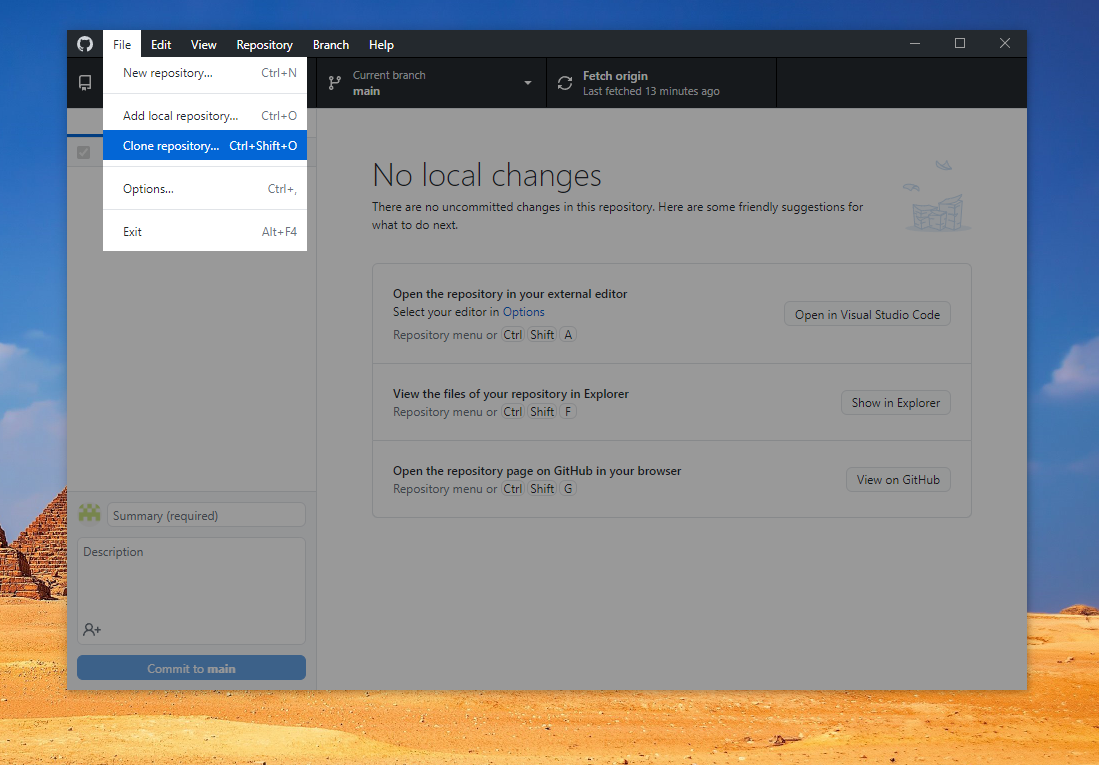 File Edit View Repository Branch Help
New repository... Ctrl+N
Add local repository... Ctrl+O
Clone repository... Ctrl+Shift+O
Options... Ctrl+,
Exit Alt+F4
Current branch
main
Fetch origin
Last fetched 13 minutes ago
No local changes
There are no uncommitted changes in this repository. Here are some friendly suggestions for
what to do next.
Open the repository in your external editor
Select your editor in Options
Repository menu or Ctrl Shift A
Open in Visual Studio Code
View the files of your repository in Explorer
Repository menu or Ctrl Shift F
Show in Explorer
Open the repository page on GitHub in your browser
Repository menu or Ctrl Shift G
View on GitHub
Summary (required)
Description
Commit to main